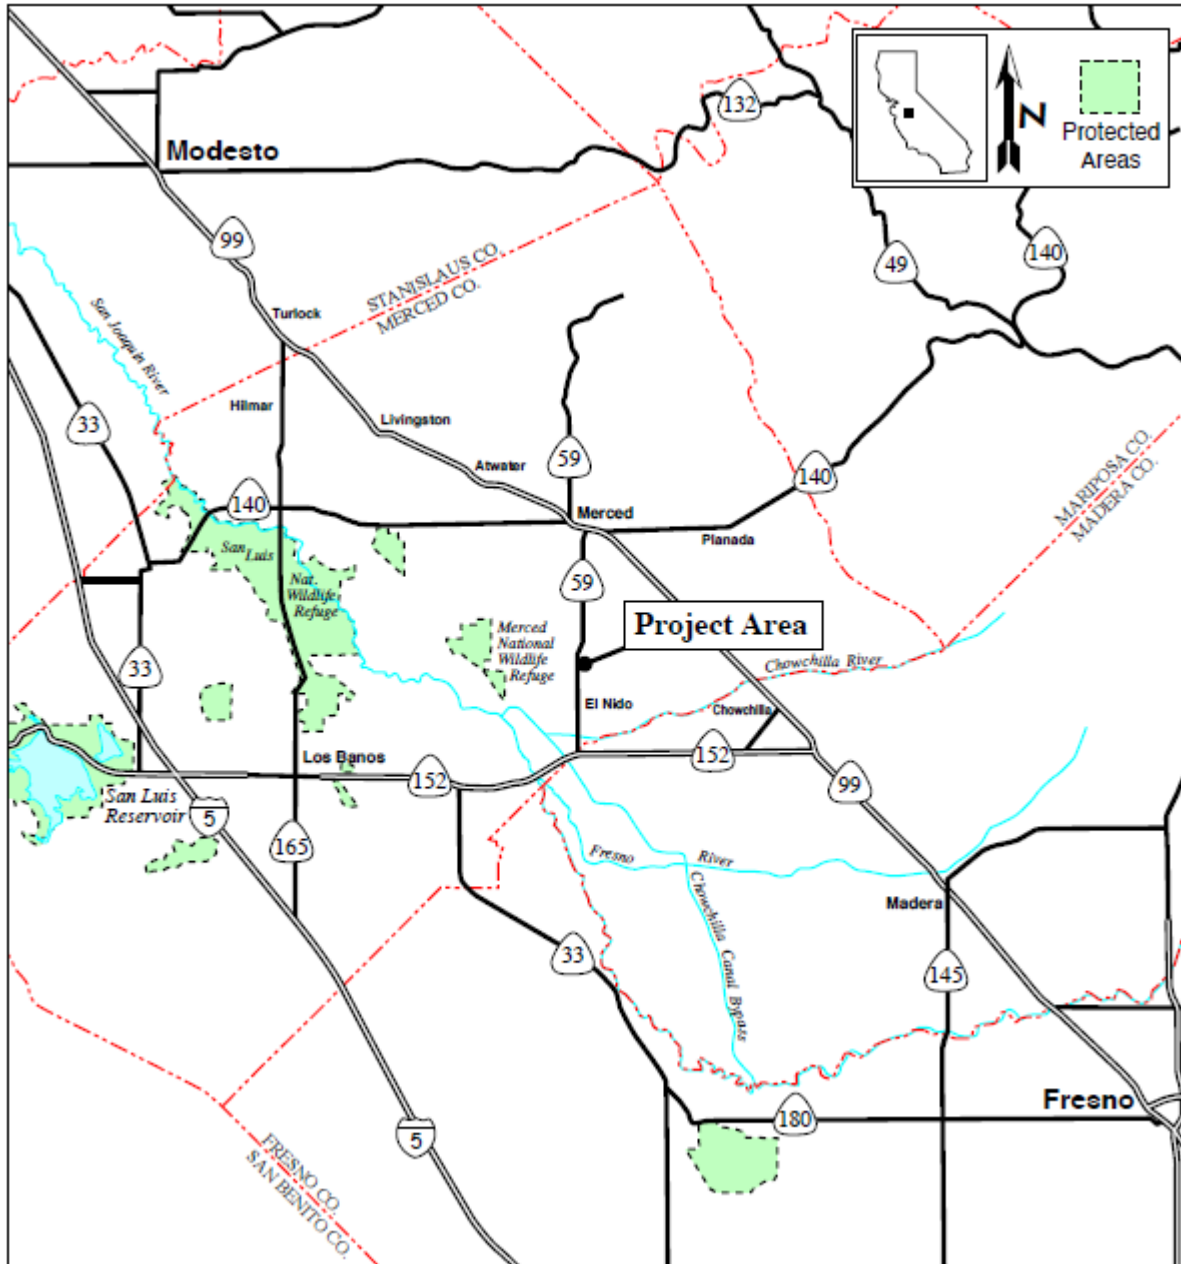 132
N
Protected
Areas
Modesto
99
49
140
STANISLAUS CO.
MERCED CO.
San Joaquin River
Turlock
33
Hilmar
Livingston
Atwater
59
140
MARIPOSA CO.
MADERA CO.
140
Merced
Planada
San Luis
Nat.
Wildlife
Refuge
59
Project Area
Merced
National
Wildlife
Refuge
33
Chowchilla River
El Nido
Chowchilla
Los Banos
152
152
99
San Luis
Reservoir
5
165
Fresno River
Chowchilla Canal Bypass
Madera
33
145
Fresno
180
5
FRESNO CO.
SAN BENITO CO.